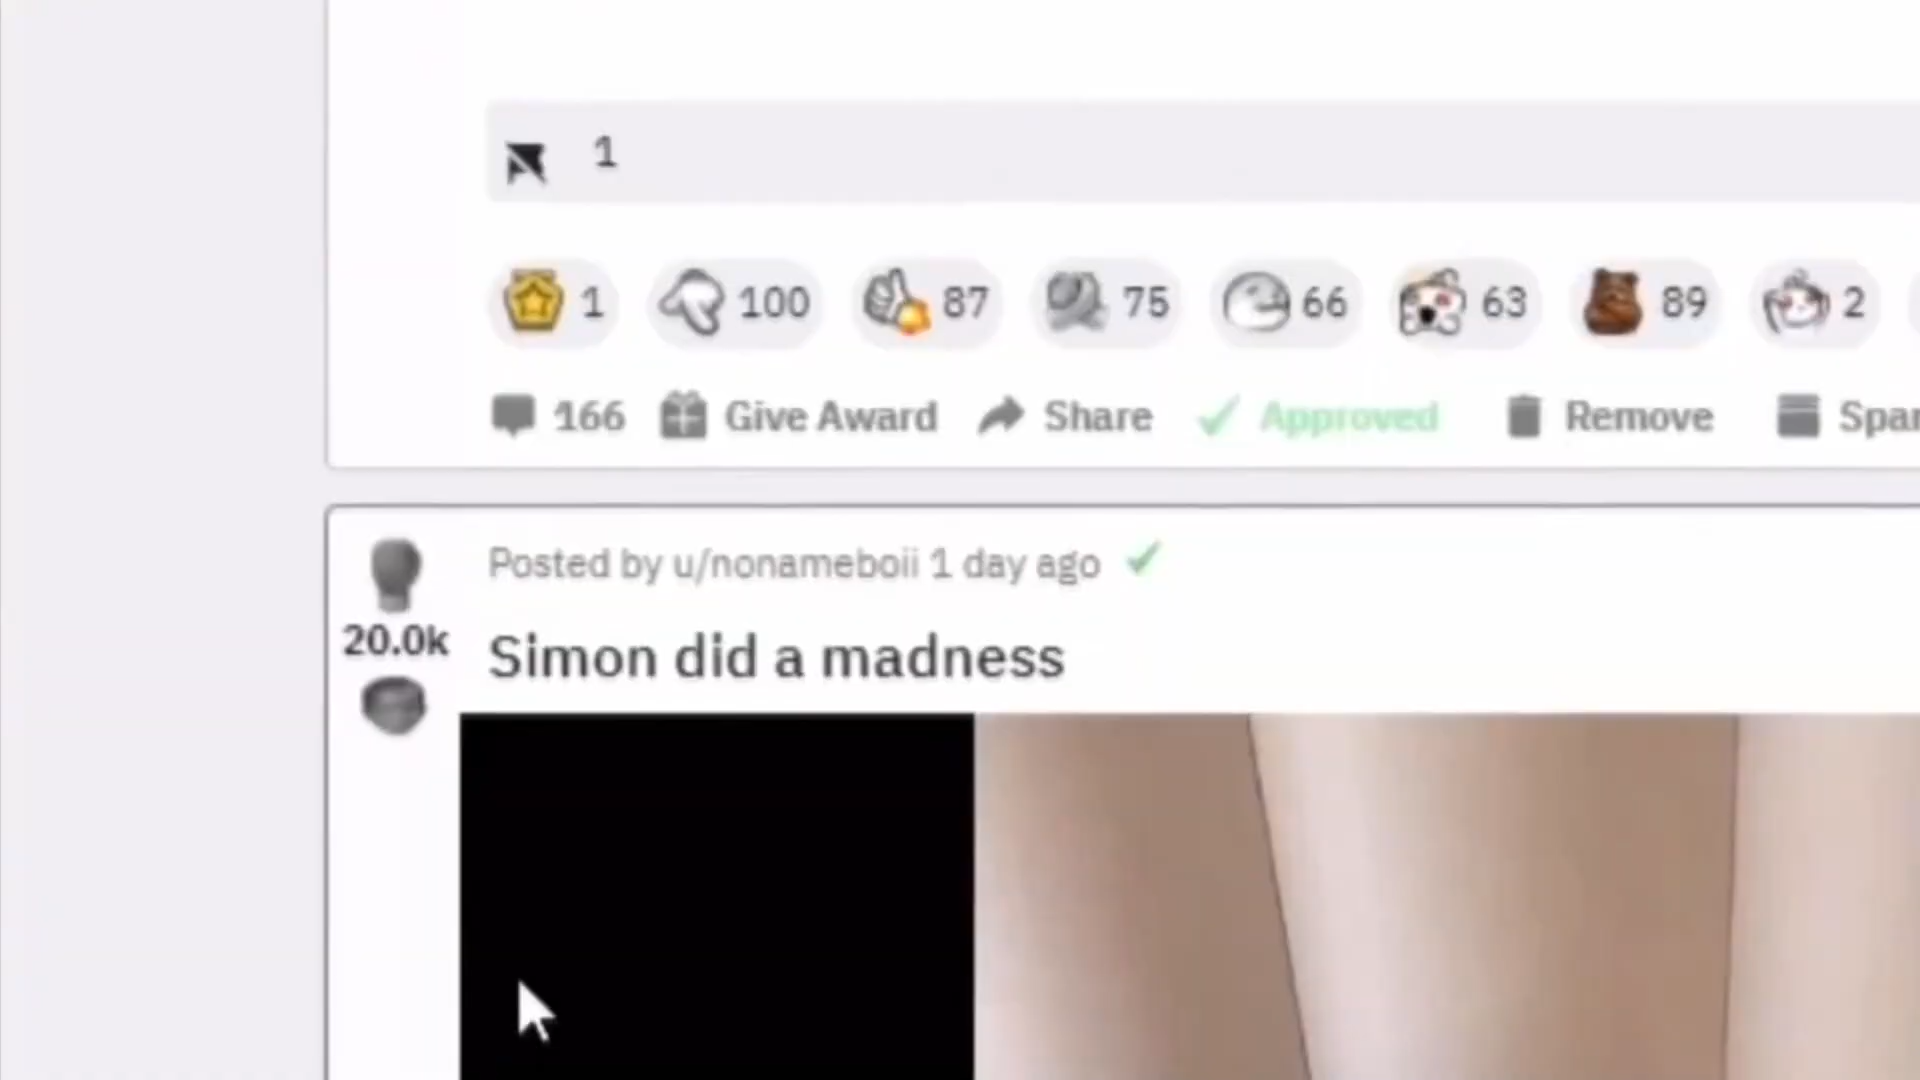 1
1 100 87 75 66 63 89 2
166 Give Award Share Approved Remove Spar
Posted by u/nonameboii 1 day ago
20.0k
Simon did a madness